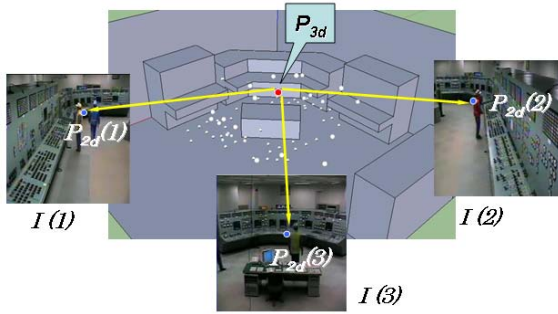 P3d
P2d(1)
P2d(2)
P2d(3)
I (1)
I (2)
I (3)